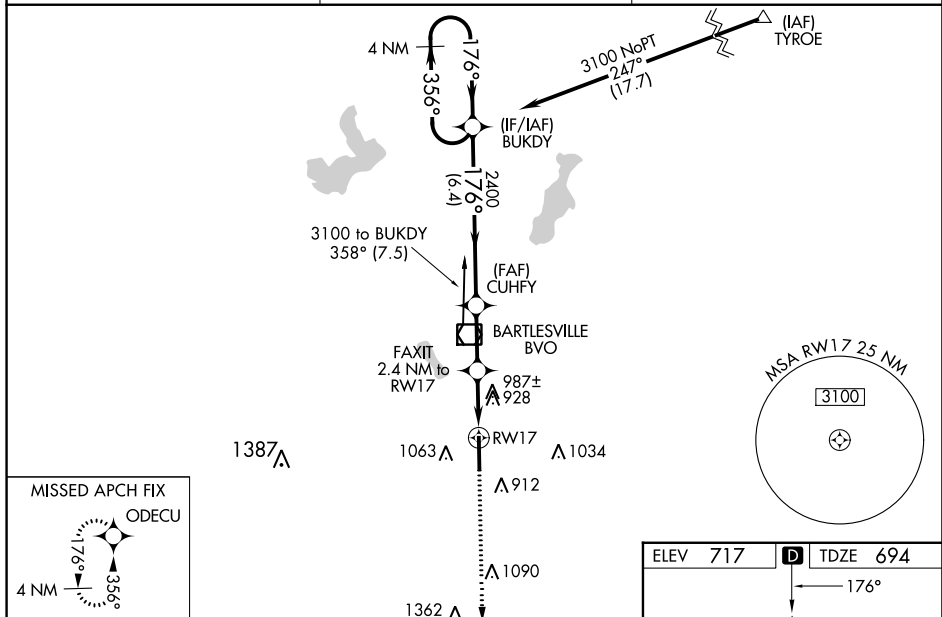 4 NM
176°
356°
(IAF)
TYROE
3100 NoPT
247°
(17.7)
(IF/IAF)
BUKDY
2400
176°
(6.4)
3100 to BUKDY
358° (7.5)
(FAF)
CUHFY
BARTLESVILLE
BVO
FAXIT
2.4 NM to
RW17
987±
928
RW17
1387
1063
1034
912
1090
1362
MSA RW17 25 NM
3100
MISSED APCH FIX
ODECU
176°
356°
4 NM
ELEV 717 D TDZE 694
176°